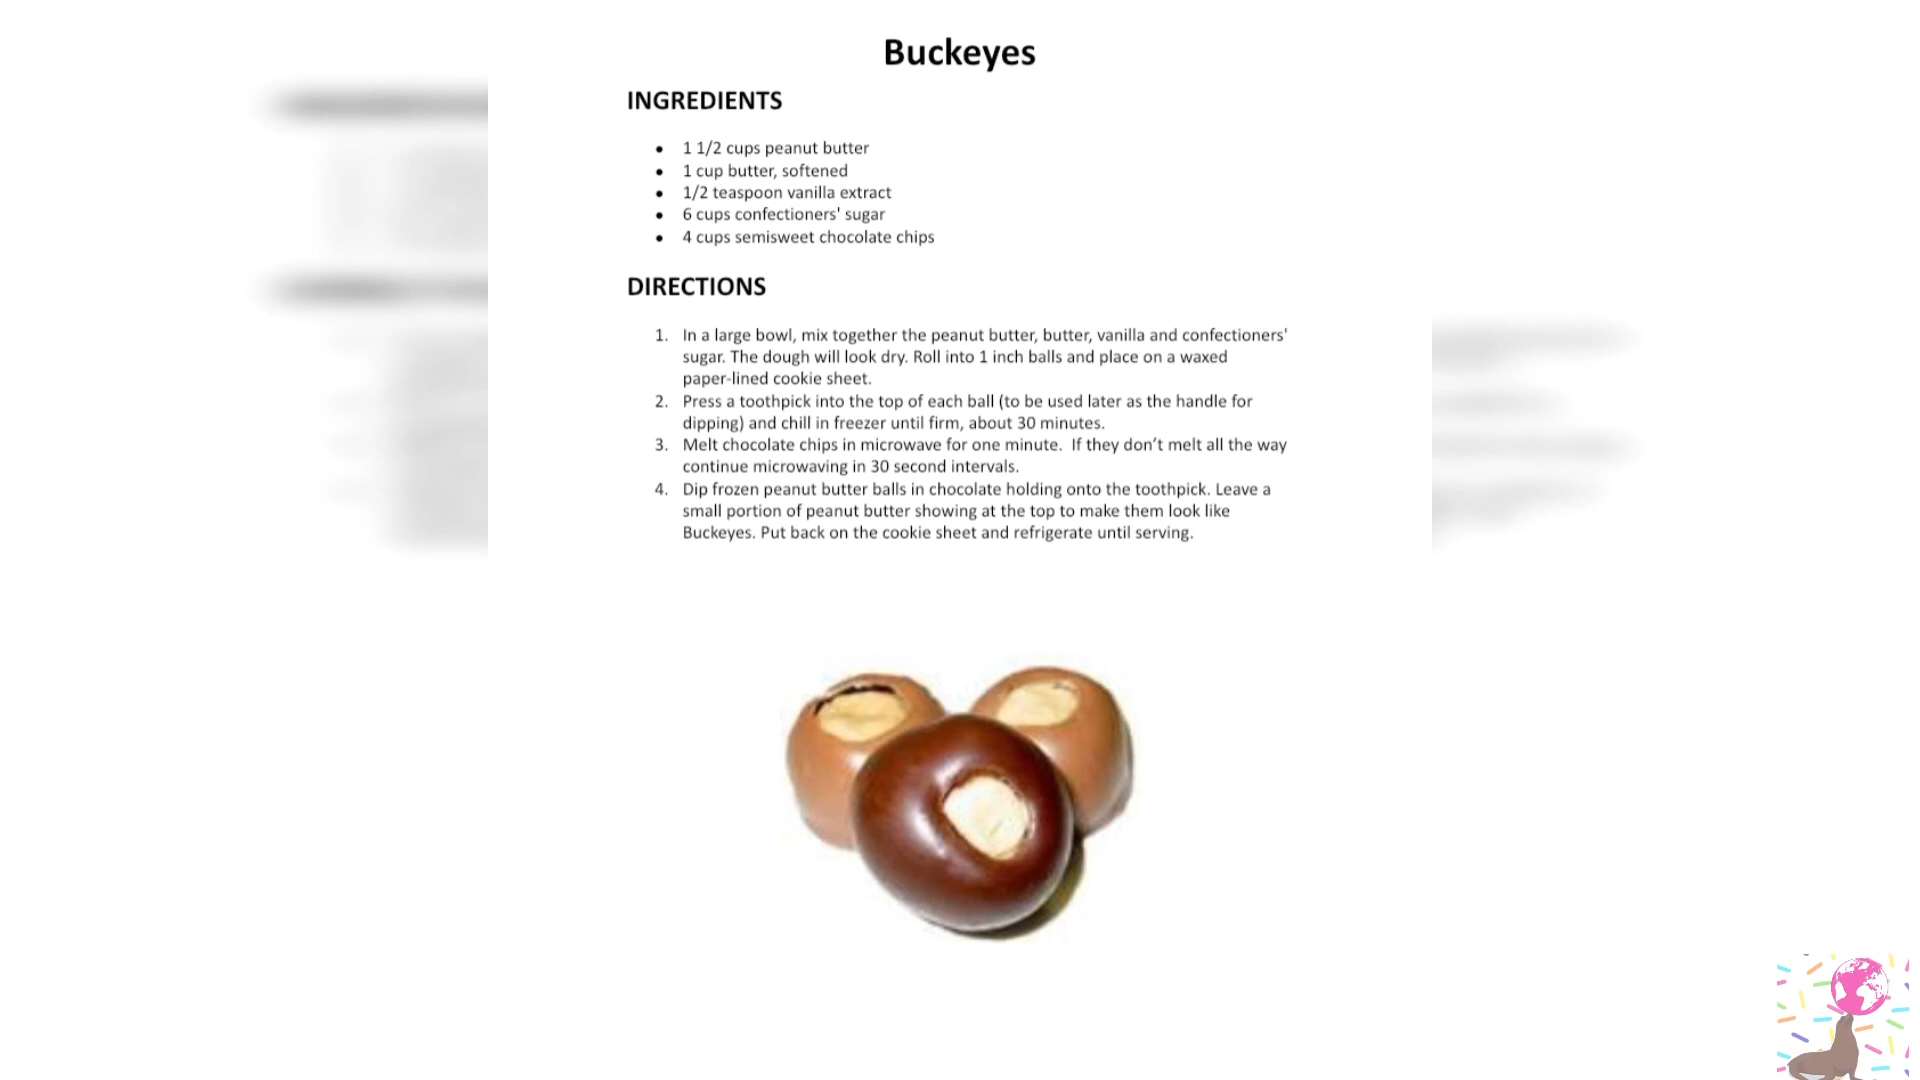 Buckeyes
INGREDIENTS
• 1 1/2 cups peanut butter
• 1 cup butter, softened
• 1/2 teaspoon vanilla extract
• 6 cups confectioners' sugar
• 4 cups semisweet chocolate chips
DIRECTIONS
1. In a large bowl, mix together the peanut butter, butter, vanilla and confectioners'
sugar. The dough will look dry. Roll into 1 inch balls and place on a waxed
paper-lined cookie sheet.
2. Press a toothpick into the top of each ball (to be used later as the handle for
dipping) and chill in freezer until firm, about 30 minutes.
3. Melt chocolate chips in microwave for one minute.  If they don’t melt all the way
continue microwaving in 30 second intervals.
4. Dip frozen peanut butter balls in chocolate holding onto the toothpick. Leave a
small portion of peanut butter showing at the top to make them look like
Buckeyes. Put back on the cookie sheet and refrigerate until serving.